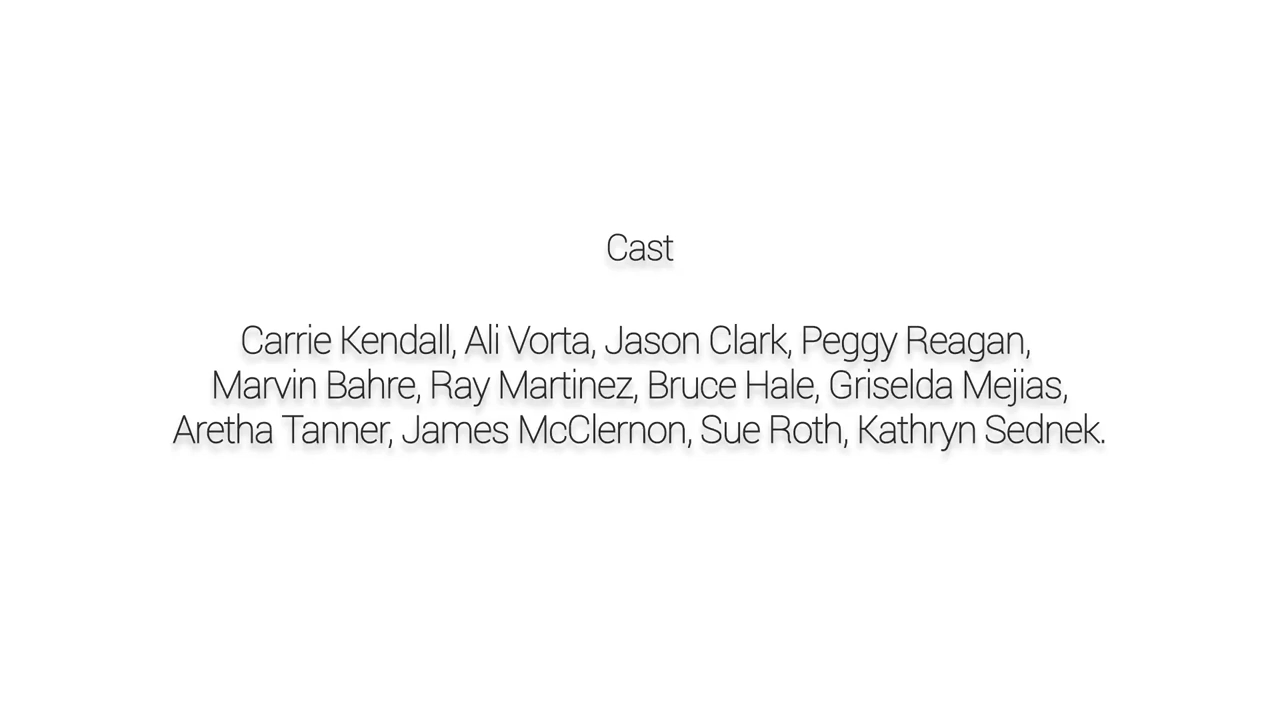 Cast
Carrie Kendall, Ali Vorta, Jason Clark, Peggy Reagan,
Marvin Bahre, Ray Martinez, Bruce Hale, Griselda Mejias,
Aretha Tanner, James McClernon, Sue Roth, Kathryn Sednek.